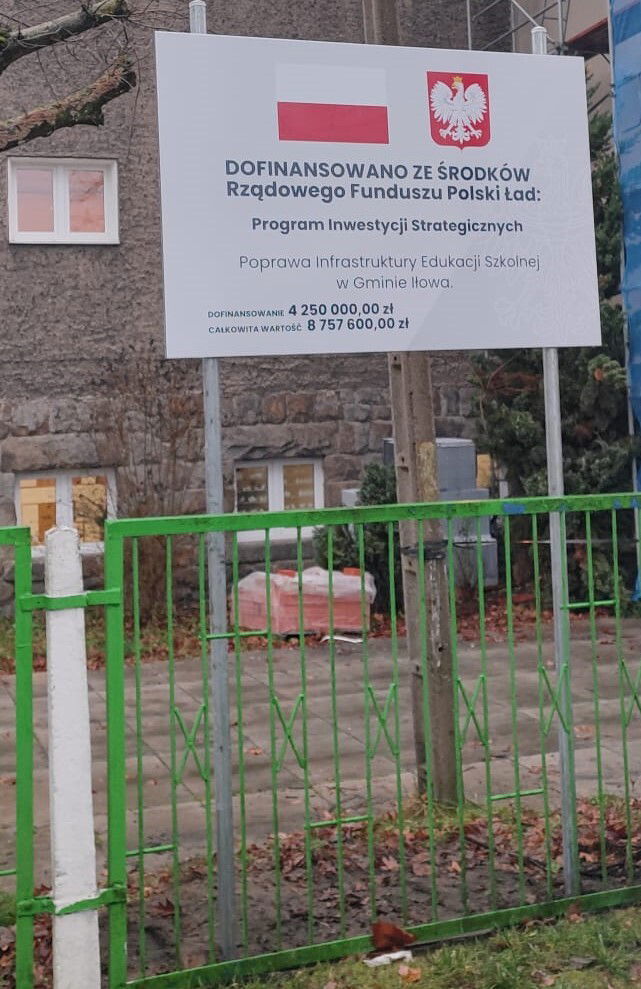 DOFINANSOWANO ZE ŚRODKÓW
Rządowego Funduszu Polski Ład:
Program Inwestycji Strategicznych
Poprawa Infrastruktury Edukacji Szkolnej
w Gminie Iłowa.
DOFINANSOWANIE 4 250 000,00 zł
CAŁKOWITA WARTOŚĆ 8 757 600,00 zł